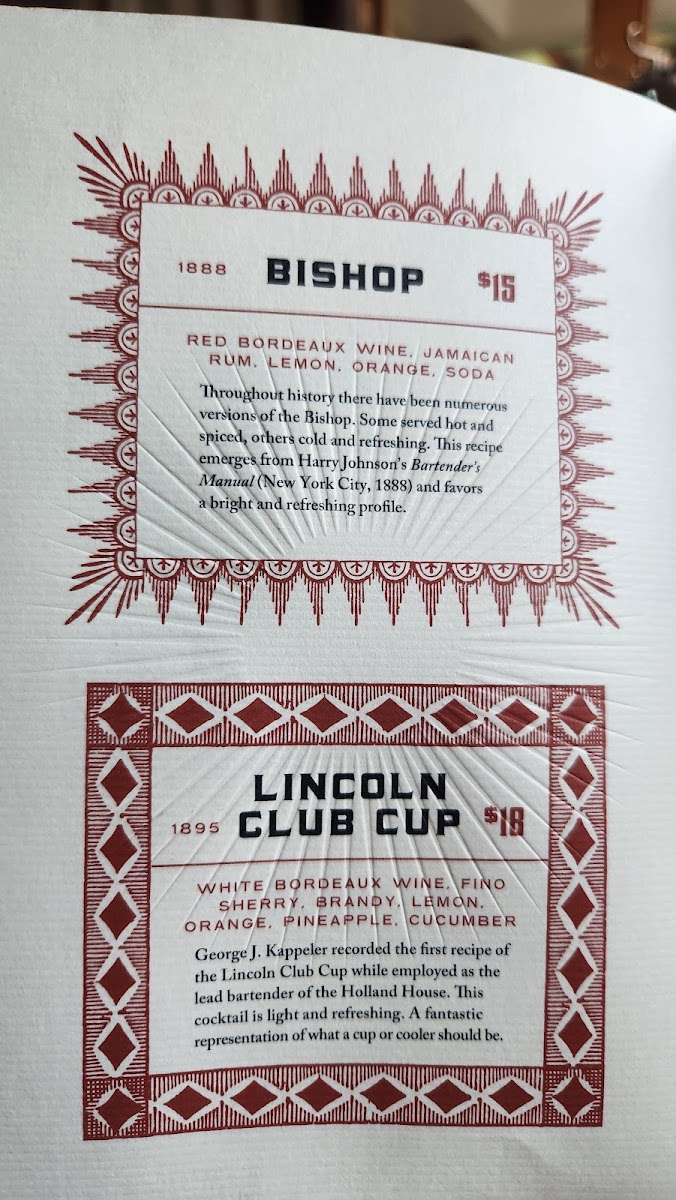 1888 BISHOP $15
RED BORDEAUX WINE, JAMAICAN
RUM, LEMON, ORANGE, SODA
Throughout history there have been numerous
versions of the Bishop. Some served hot and
spiced, others cold and refreshing. This recipe
emerges from Harry Johnson's Bartender's
Manual (New York City, 1888) and favors
a bright and refreshing profile.
LINCOLN
1895 CLUB CUP $18
WHITE BORDEAUX WINE, FINO
SHERRY, BRANDY, LEMON,
ORANGE, PINEAPPLE, CUCUMBER
George J. Kappeler recorded the first recipe of
the Lincoln Club Cup while employed as the
lead bartender of the Holland House. This
cocktail is light and refreshing. A fantastic
representation of what a cup or cooler should be.